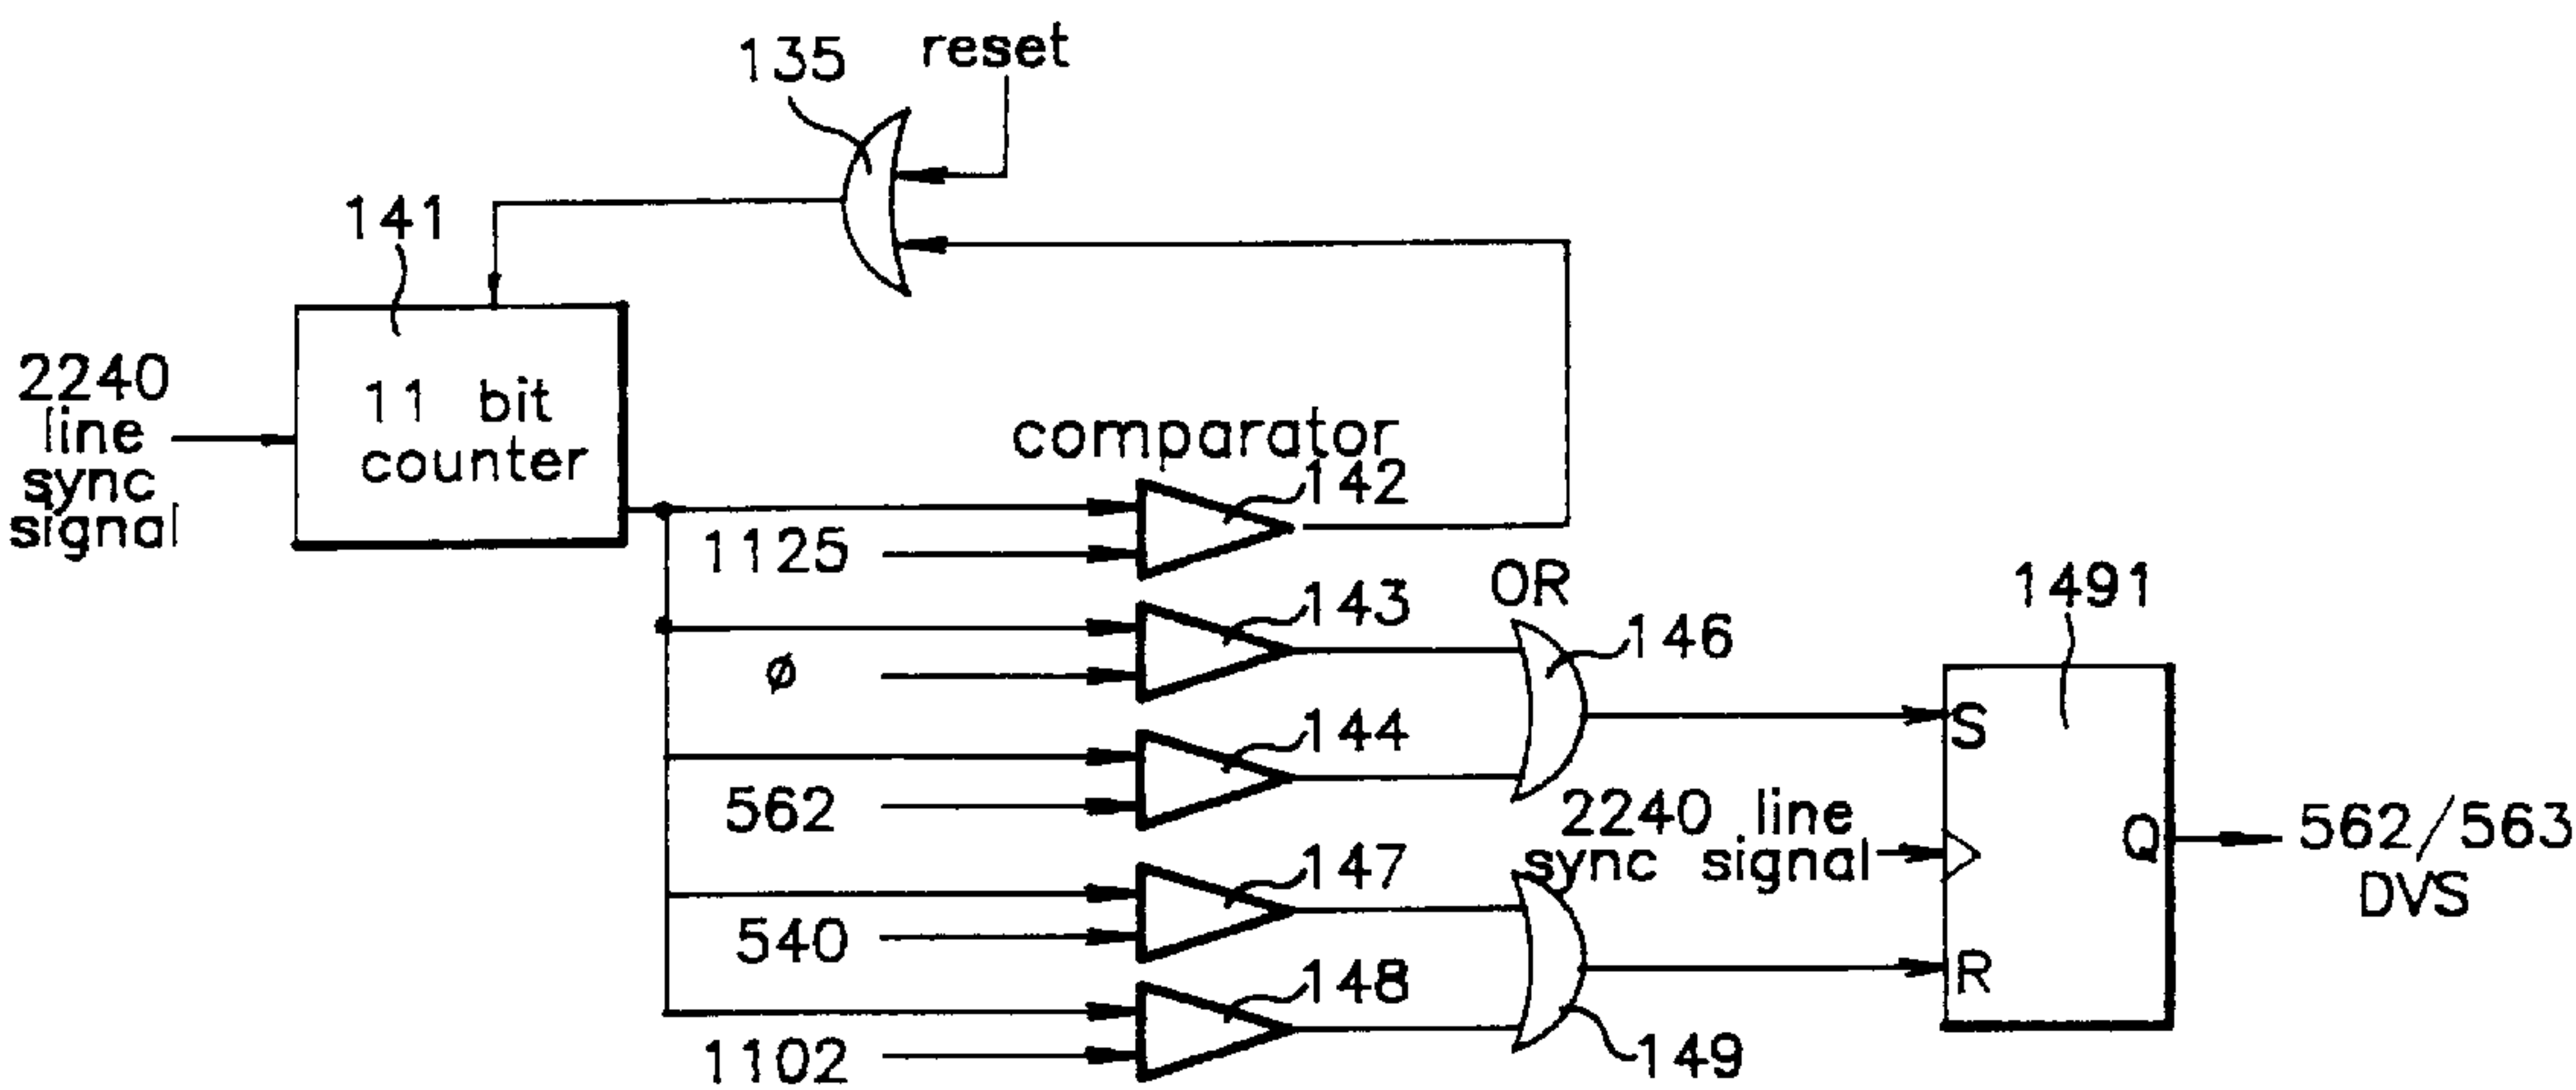 135
reset
141
2240
line
sync
signal
11 bit
counter
comparator
142
1125
143
OR
146
1491
ø
144
S
562
2240 line
sync signal
Q
562/563
DVS
147
540
R
148
149
1102